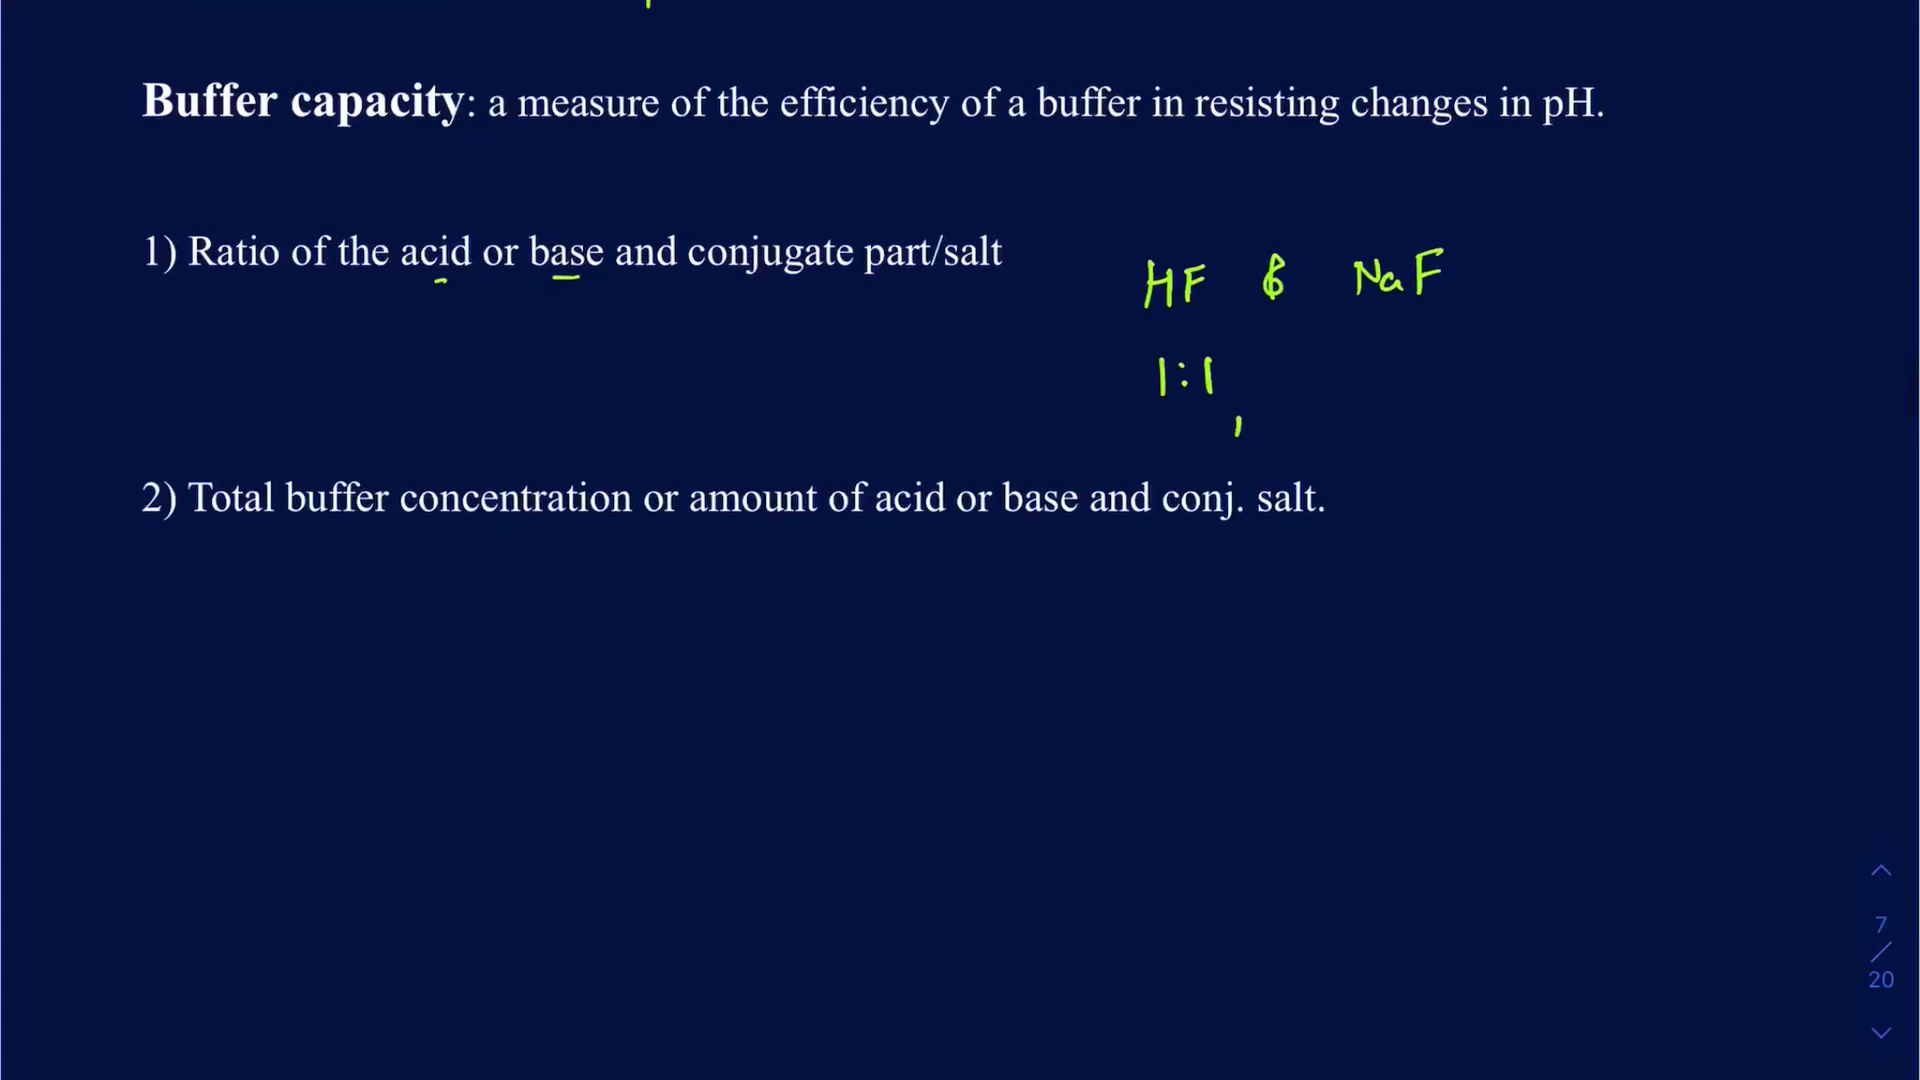 Buffer capacity: a measure of the efficiency of a buffer in resisting changes in pH.
1) Ratio of the acid or base and conjugate part/salt
HF & NaF
1:1
2) Total buffer concentration or amount of acid or base and conj. salt.
7
/
20